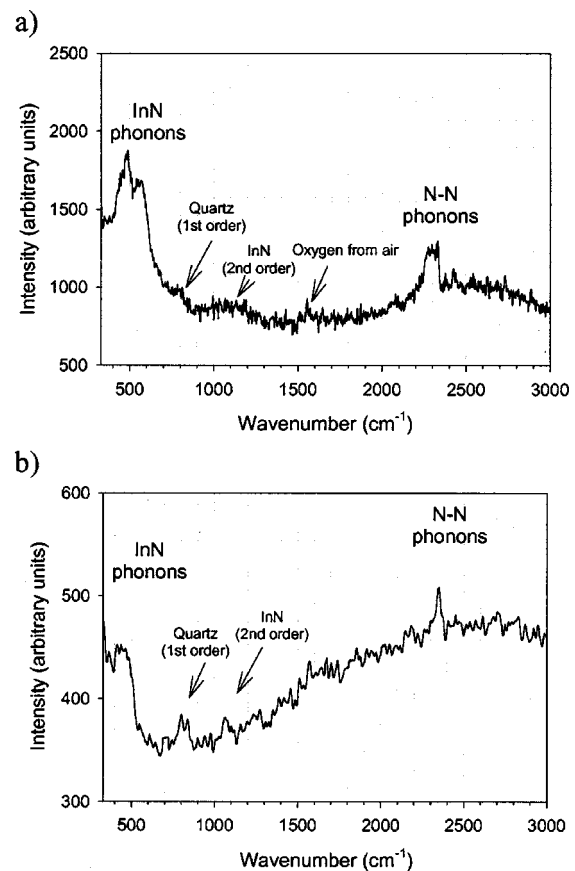 a)
2500
2000
1500
1000
500
Intensity (arbitrary units)
InN
phonons
Quartz
(1st order)
InN
(2nd order)
Oxygen from air
N-N
phonons
500 1000 1500 2000 2500 3000
Wavenumber (cm⁻¹)
b)
600
500
400
300
Intensity (arbitrary units)
InN
phonons
Quartz
(1st order)
InN
(2nd order)
N-N
phonons
500 1000 1500 2000 2500 3000
Wavenumber (cm⁻¹)